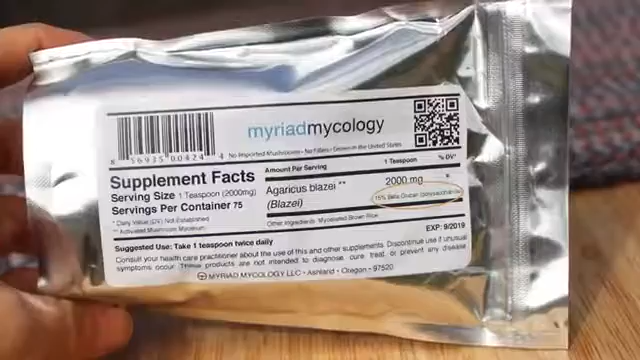 myriadmycology
8 56935 00424 4
No Imported Mushrooms • No Fillers • Grown in the United States
Supplement Facts
Serving Size 1 Teaspoon (2000mg)
Servings Per Container 75
* Daily Value (DV) Not Established
** Activated Mushroom Mycelium
Amount Per Serving 1 Teaspoon % DV*
Agaricus blazei ** 2000 mg *
(Blazei) 15% Beta Glucan
Other Ingredients: Myceliated Brown Rice
EXP: 9/2019
Suggested Use: Take 1 teaspoon twice daily
Consult your health care practitioner about the use of this and other supplements. Discontinue use if unusual
symptoms occur. These products are not intended to diagnose, cure, treat, or prevent any disease
MYRIAD MYCOLOGY LLC • Ashland • Oregon • 97520